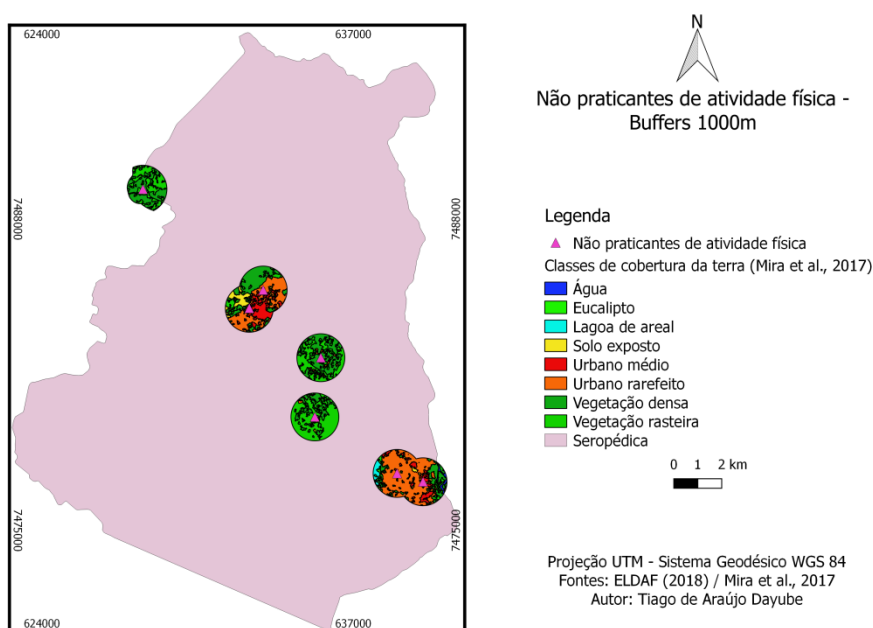 624000
637000
N
Não praticantes de atividade física -
Buffers 1000m
7488000
7488000
Legenda
Não praticantes de atividade física
Classes de cobertura da terra (Mira et al., 2017)
Água
Eucalipto
Lagoa de areal
Solo exposto
Urbano médio
Urbano rarefeito
Vegetação densa
Vegetação rasteira
Seropédica
0 1 2 km
7475000
7475000
Projeção UTM - Sistema Geodésico WGS 84
Fontes: ELDAF (2018) / Mira et al., 2017
Autor: Tiago de Araújo Dayube
624000
637000